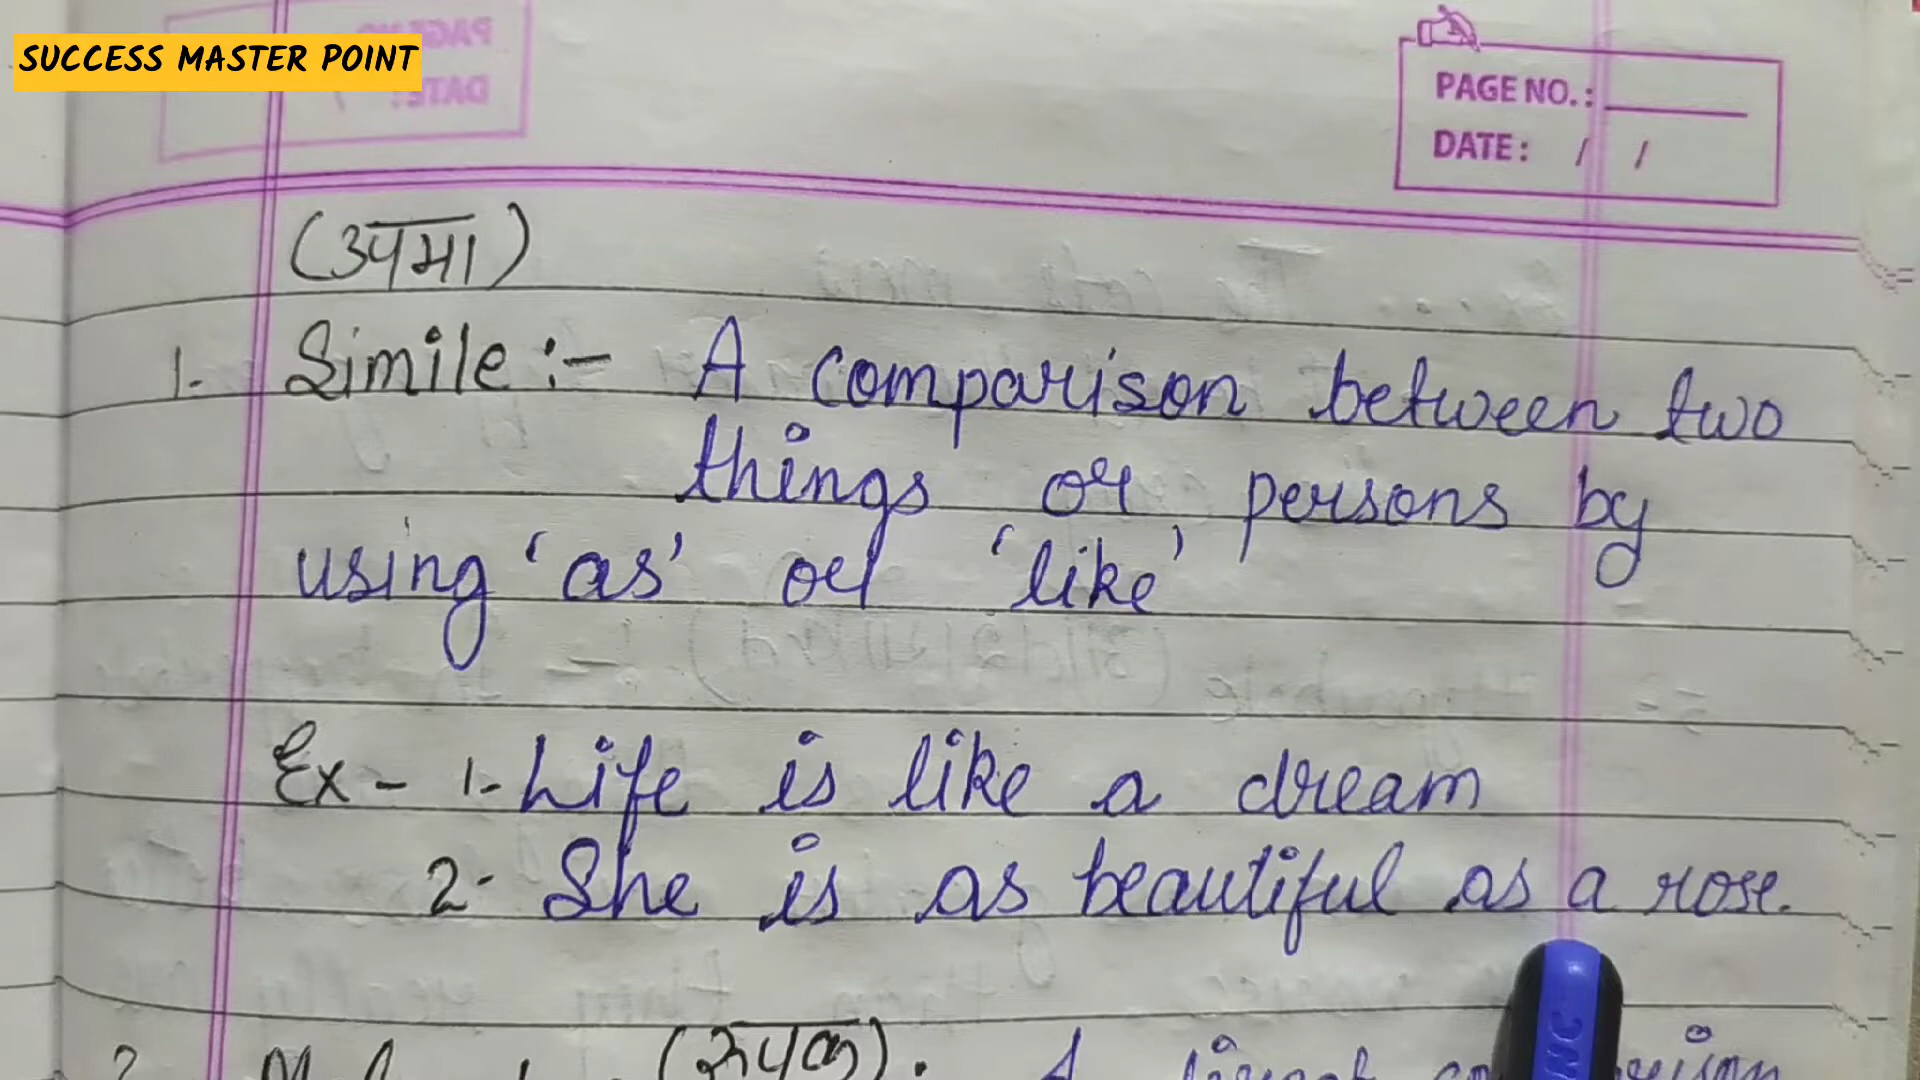 SUCCESS MASTER POINT
PAGE NO.:
DATE: / /
(उपमा)
1. Simile :- A comparison between two
things or persons by
using 'as' or 'like'
Ex - 1- Life is like a dream
2- She is as beautiful as a rose.
(रूपक). A